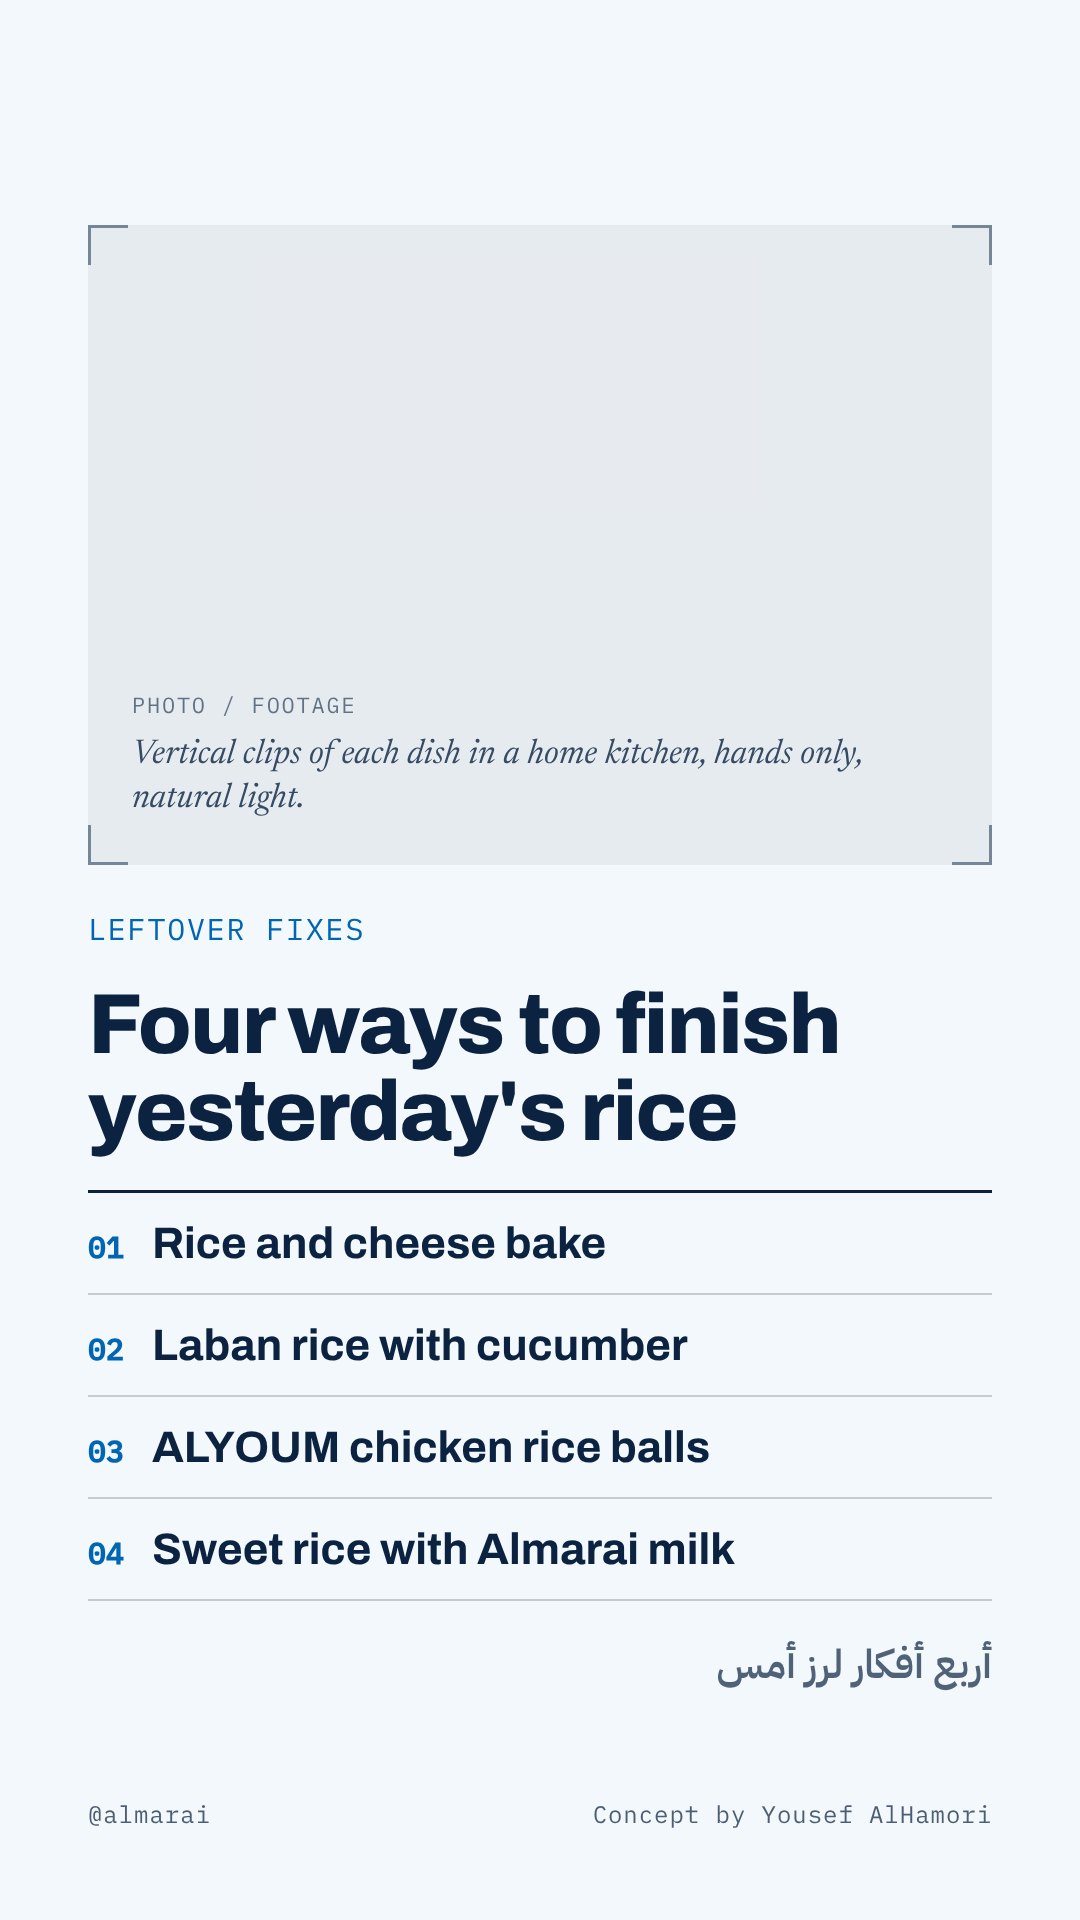 PHOTO / FOOTAGE
Vertical clips of each dish in a home kitchen, hands only,
natural light.
LEFTOVER FIXES
Four ways to finish
yesterday's rice
01 Rice and cheese bake
02 Laban rice with cucumber
03 ALYOUM chicken rice balls
04 Sweet rice with Almarai milk
أربع أفكار لرز أمس
@almarai
Concept by Yousef AlHamori